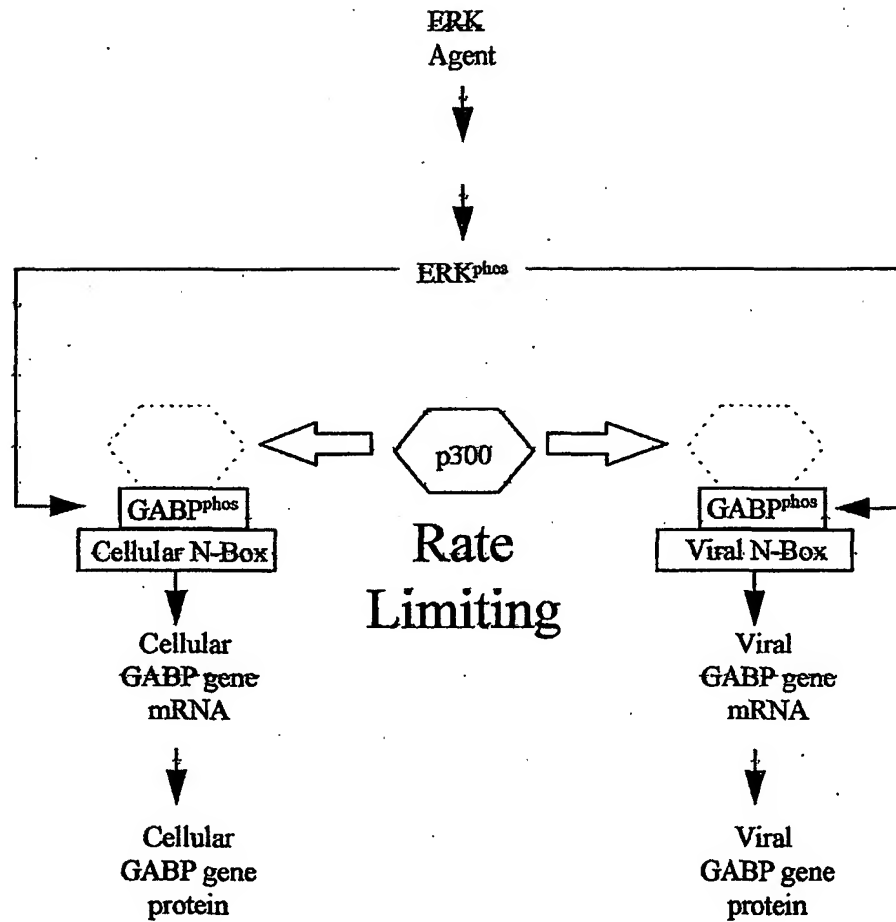 ERK
Agent
ERKphos
p300
GABPphos
GABPphos
Cellular N-Box
Viral N-Box
Rate
Limiting
Cellular
GABP gene
mRNA
Viral
GABP gene
mRNA
Cellular
GABP gene
protein
Viral
GABP gene
protein